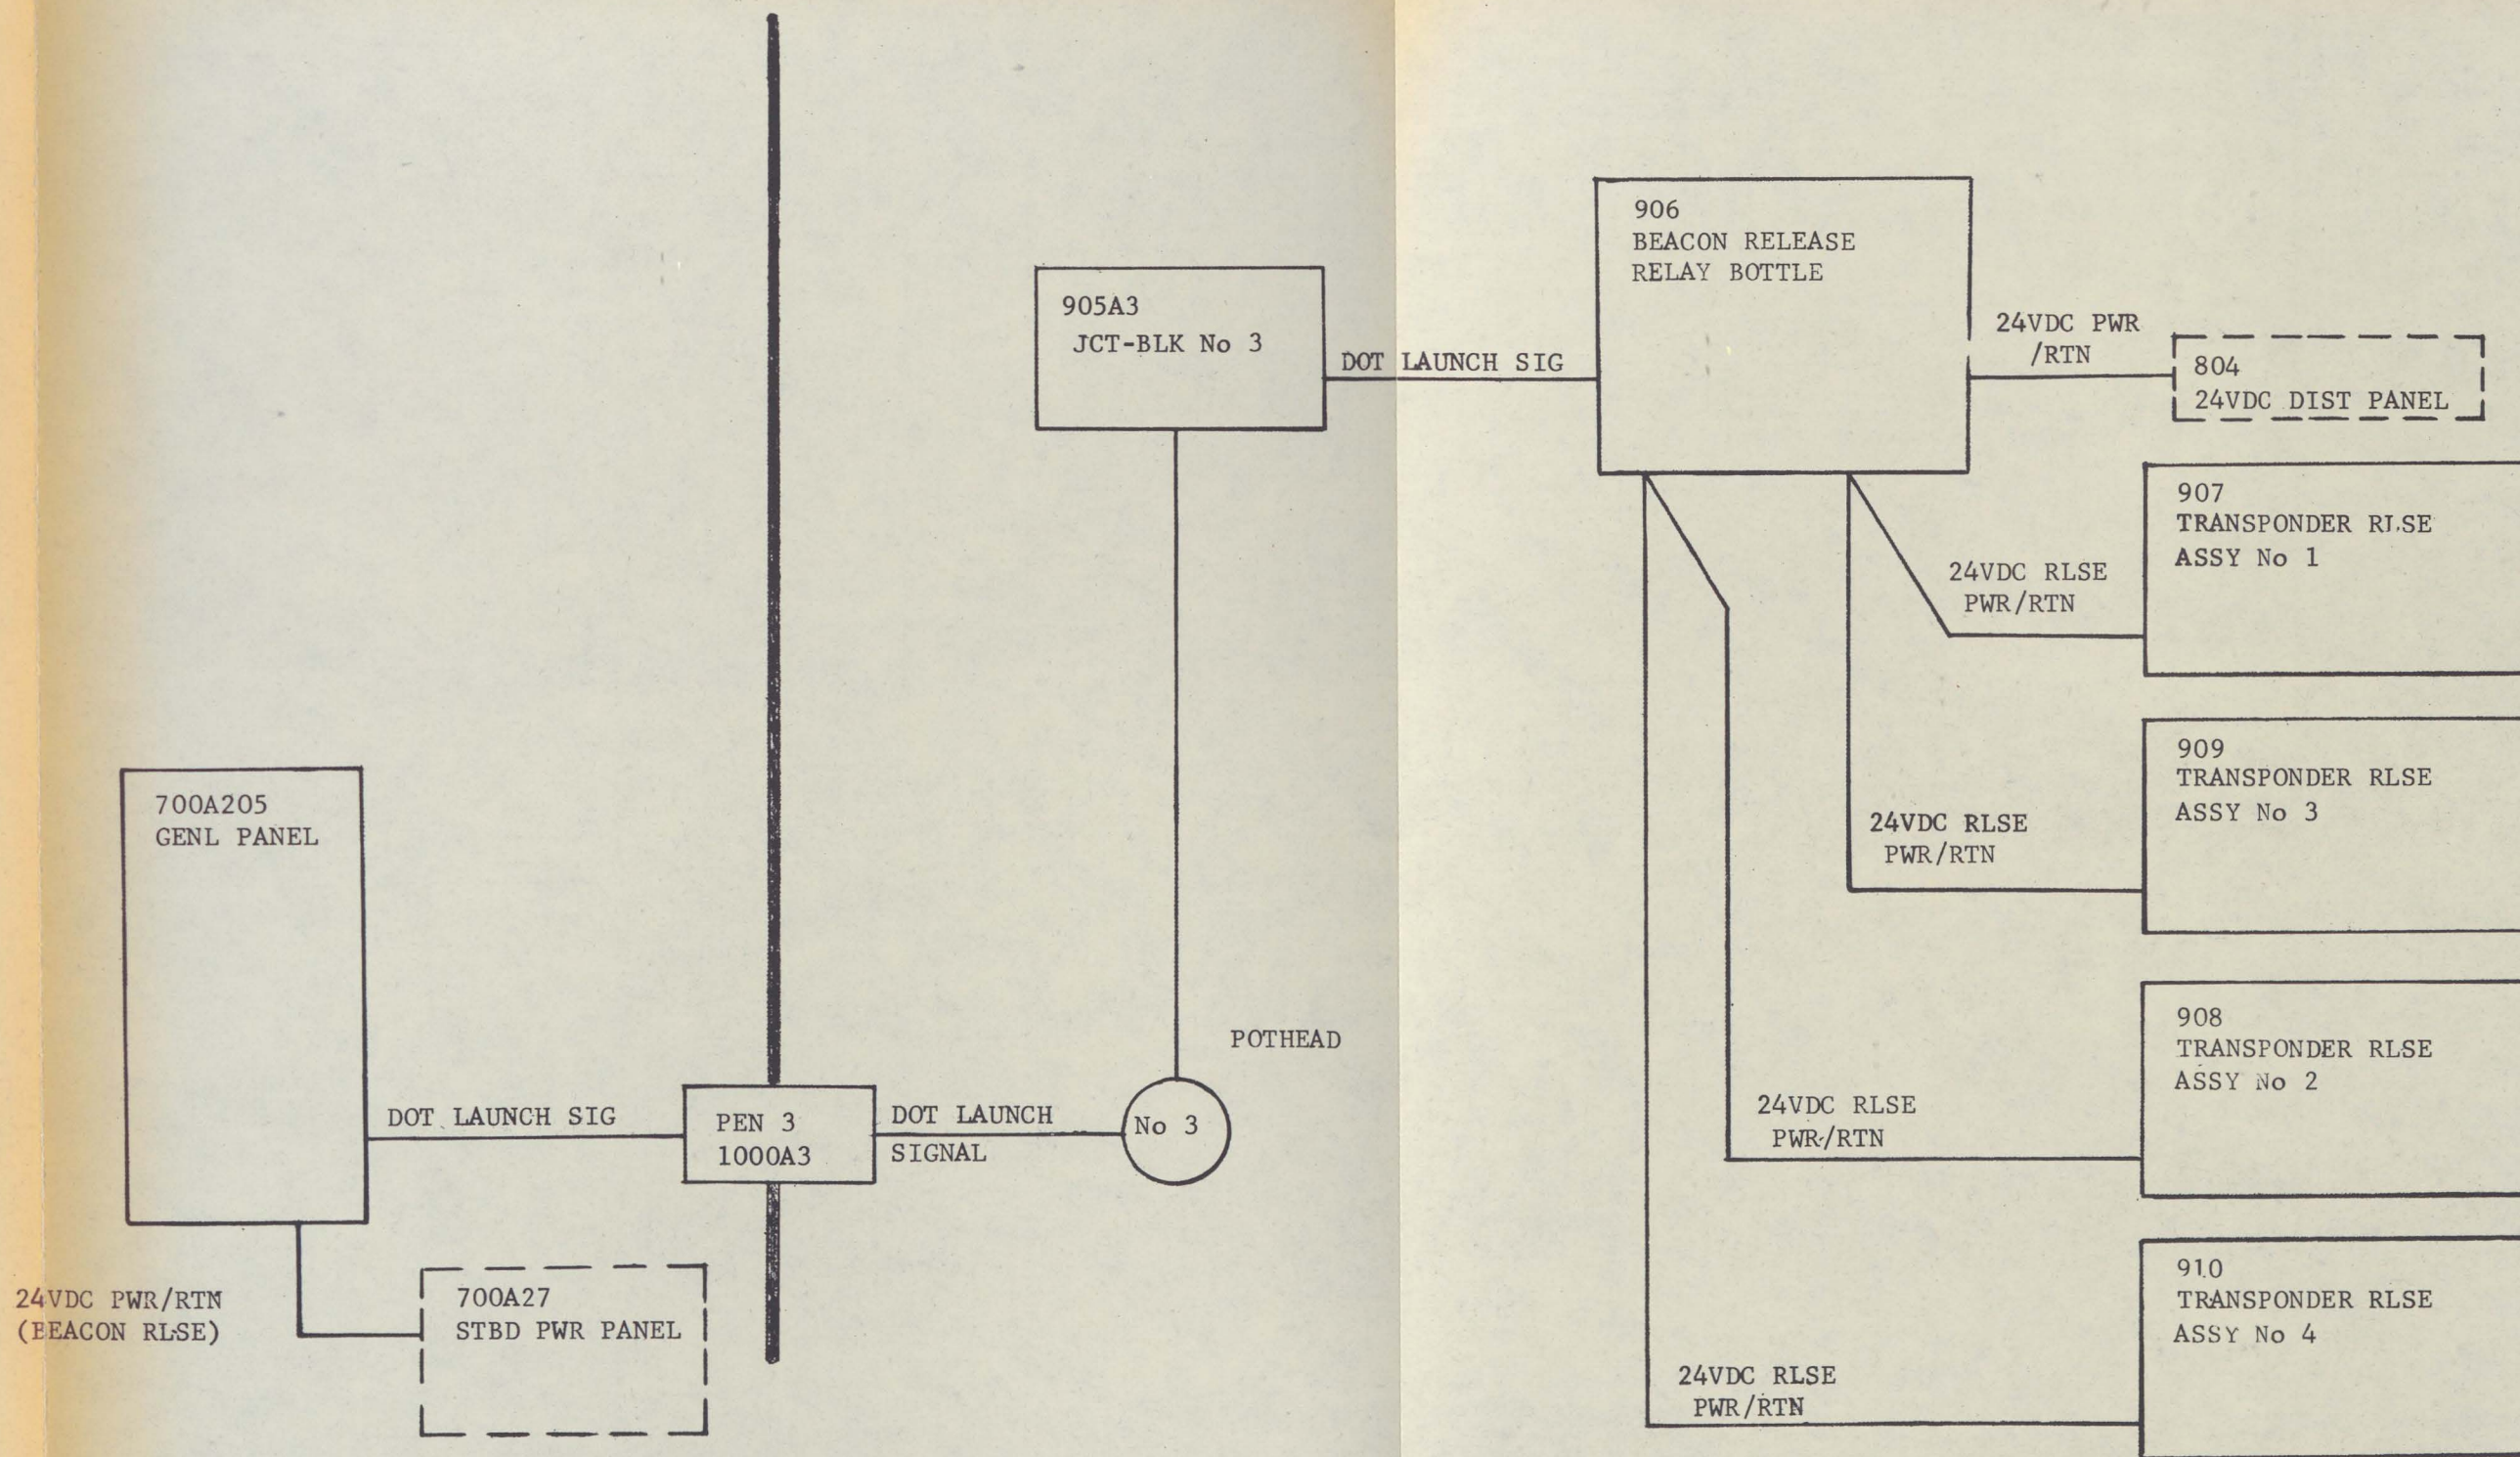 906
BEACON RELEASE
RELAY BOTTLE
905A3
JCT-BLK No 3
DOT LAUNCH SIG
24VDC PWR
/RTN
804
24VDC DIST PANEL
907
TRANSPONDER RLSE
ASSY No 1
24VDC RLSE
PWR/RTN
909
TRANSPONDER RLSE
ASSY No 3
24VDC RLSE
PWR/RTN
700A205
GENL PANEL
908
TRANSPONDER RLSE
ASSY No 2
POTHEAD
24VDC RLSE
PWR/RTN
DOT LAUNCH SIG
PEN 3
1000A3
DOT LAUNCH
SIGNAL
No 3
910
TRANSPONDER RLSE
ASSY No 4
24VDC PWR/RTN
(BEACON RLSE)
700A27
STBD PWR PANEL
24VDC RLSE
PWR/RTN